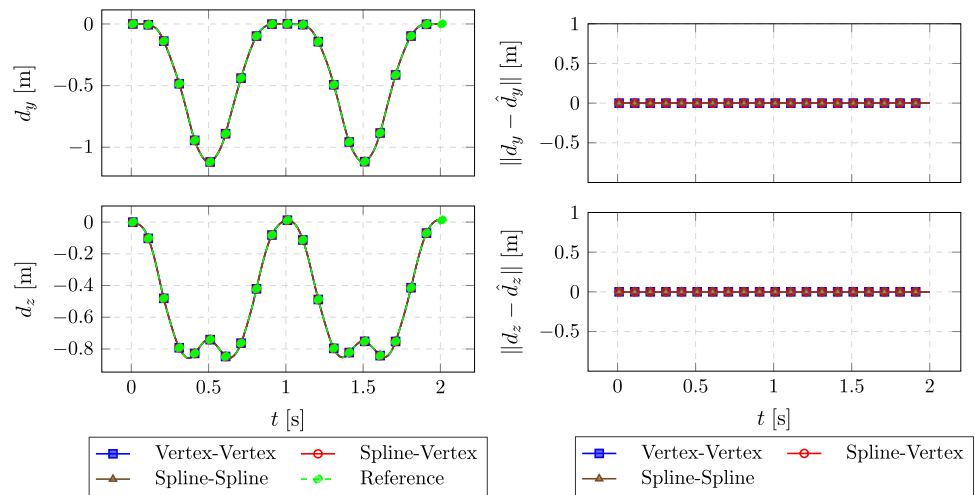 0
−0.5
−1
d_y [m]
0
−0.2
−0.4
−0.6
−0.8
d_z [m]
0 0.5 1 1.5 2
t [s]
Vertex-Vertex Spline-Vertex
Spline-Spline Reference
1
0.5
0
−0.5
||d_y − d̂_y|| [m]
1
0.5
0
−0.5
||d_z − d̂_z|| [m]
0 0.5 1 1.5 2
t [s]
Vertex-Vertex Spline-Vertex
Spline-Spline